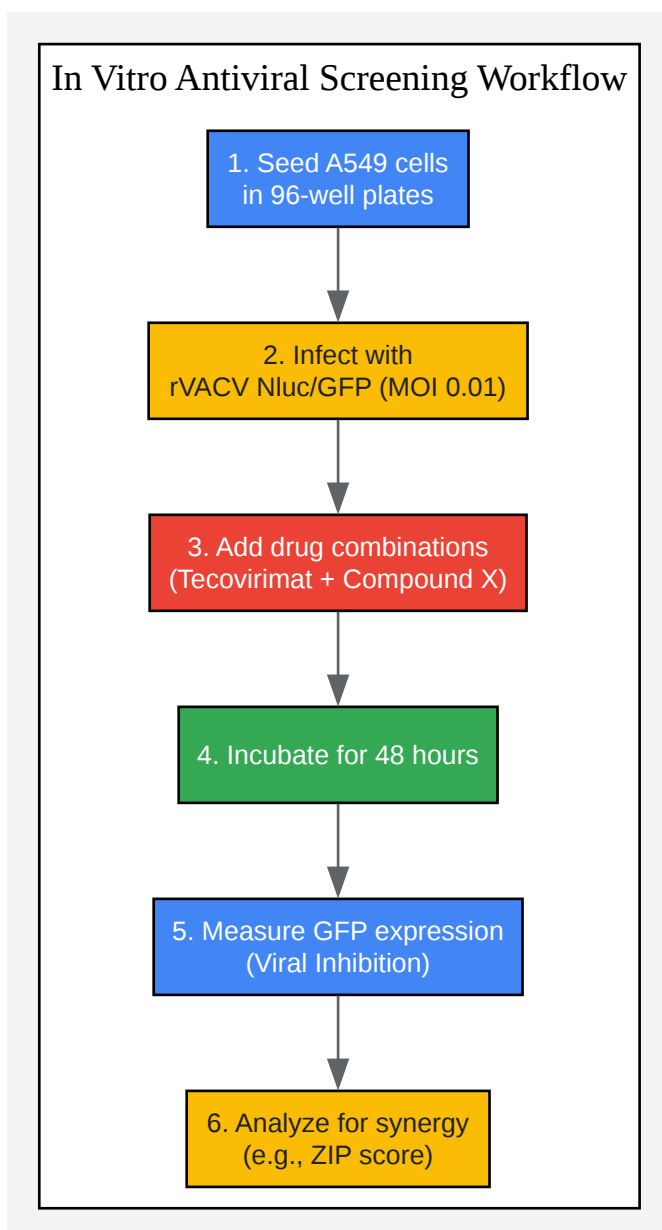 In Vitro Antiviral Screening Workflow
1. Seed A549 cells
in 96-well plates
2. Infect with
rVACV Nluc/GFP (MOI 0.01)
3. Add drug combinations
(Tecovirimat + Compound X)
4. Incubate for 48 hours
5. Measure GFP expression
(Viral Inhibition)
6. Analyze for synergy
(e.g., ZIP score)